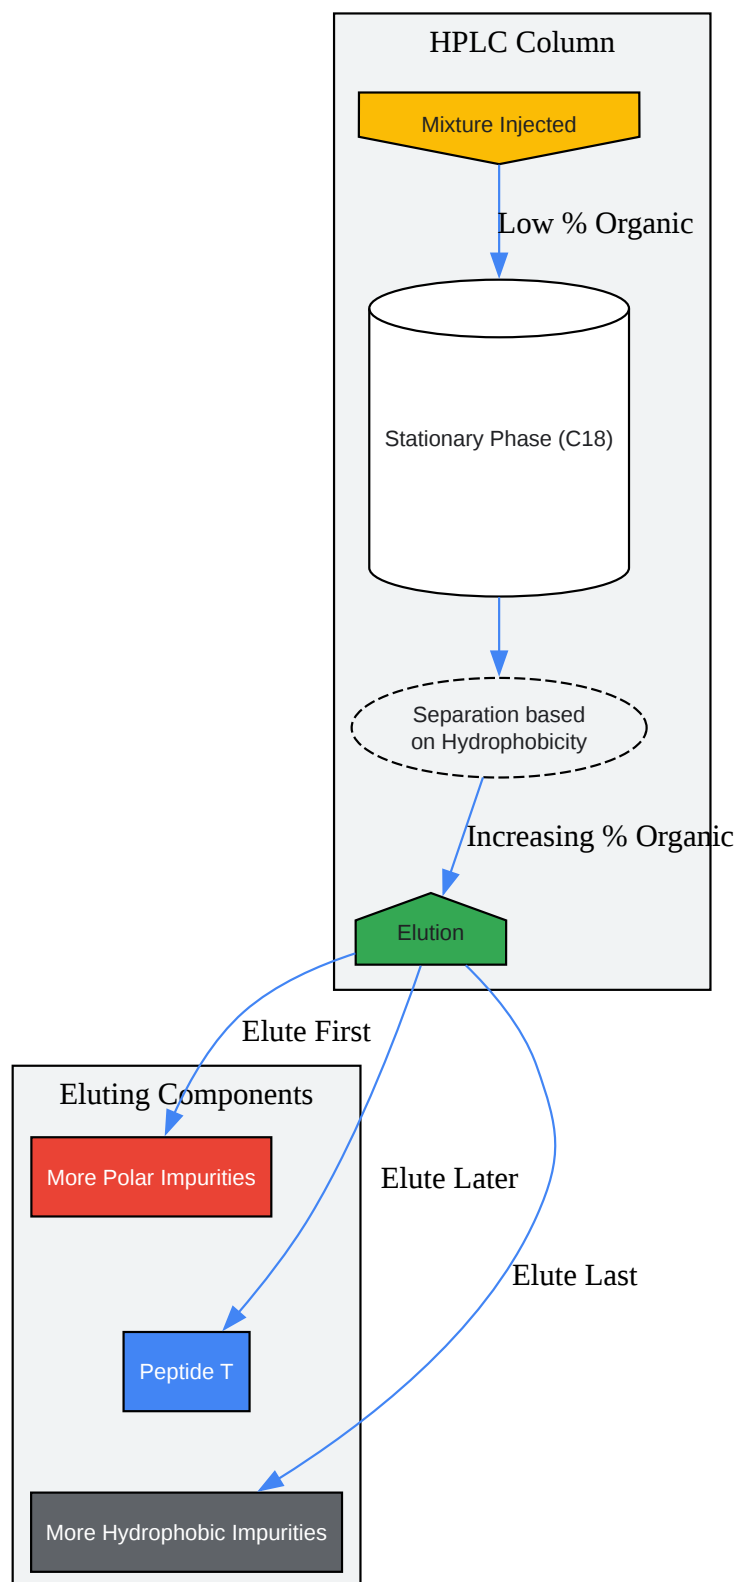 HPLC Column
Mixture Injected
Low % Organic
Stationary Phase (C18)
Separation based
on Hydrophobicity
Increasing % Organic
Elution
Elute First
Eluting Components
More Polar Impurities
Elute Later
Elute Last
Peptide T
More Hydrophobic Impurities